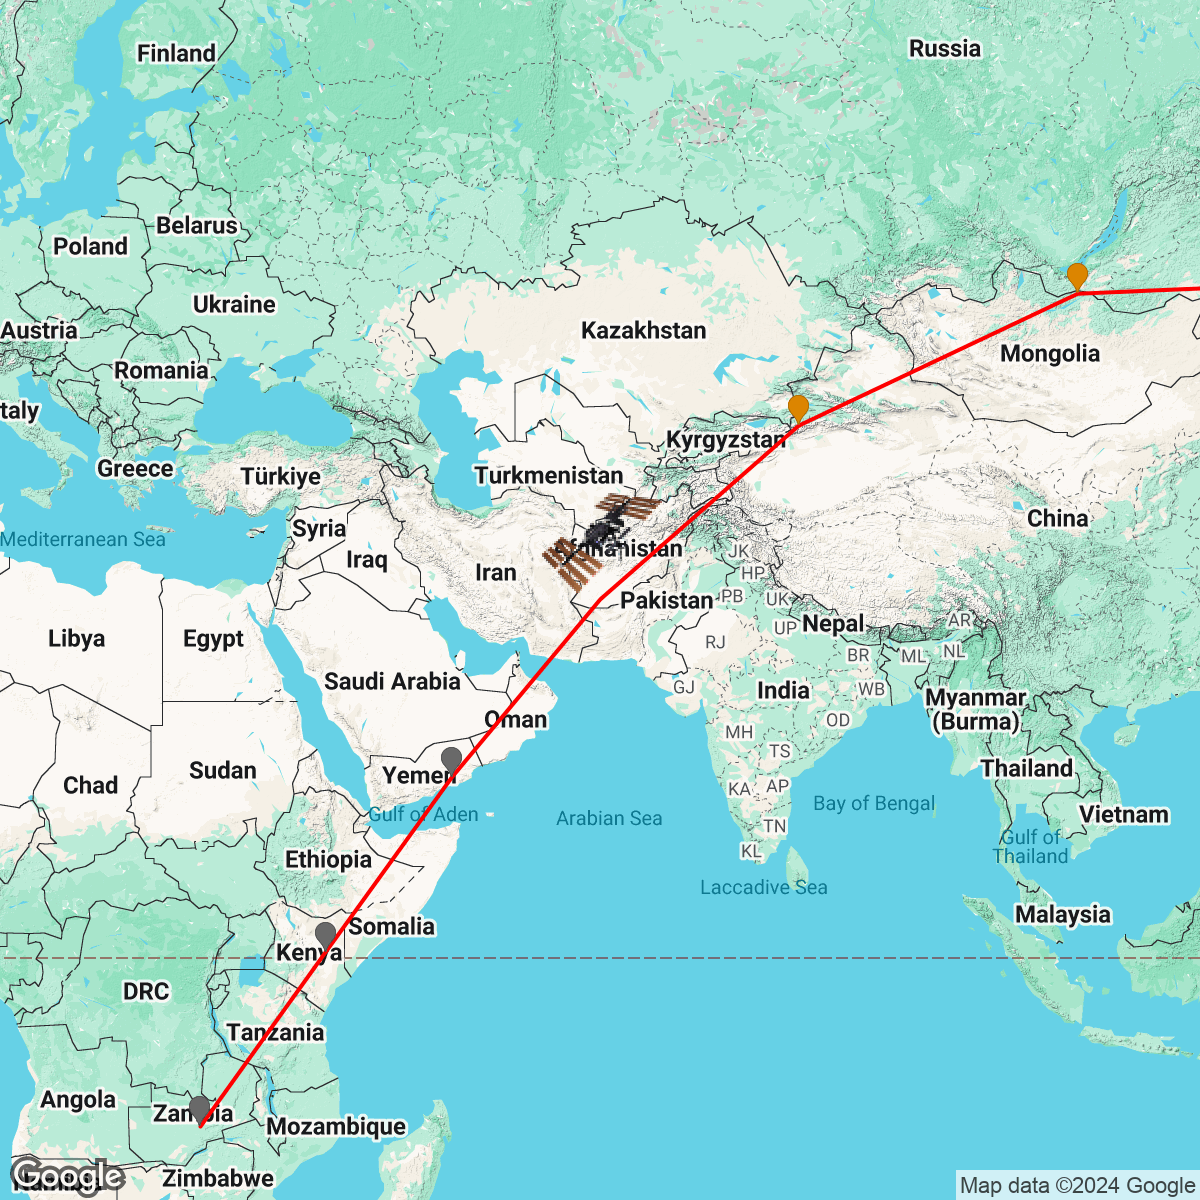 Finland
Russia
Belarus
Poland
Ukraine
Austria
Kazakhstan
Mongolia
Romania
taly
Kyrgyzstan
Greece
Türkiye
Turkmenistan
Syria
China
Mediterranean Sea
Iraq
Afghanistan
JK
Iran
HP
Pakistan
PB
UK
Nepal
AR
UP
Libya
Egypt
RJ
BR
ML
NL
Saudi Arabia
GJ
India
WB
Myanmar
(Burma)
Oman
OD
MH
TS
Sudan
Yemen
Thailand
Chad
KA
AP
Gulf of Aden
Arabian Sea
Bay of Bengal
Vietnam
TN
Gulf of
Thailand
KL
Ethiopia
Laccadive Sea
Malaysia
Somalia
Kenya
DRC
Tanzania
Angola
Zambia
Mozambique
Zimbabwe
Namibia
Google
Map data ©2024 Google